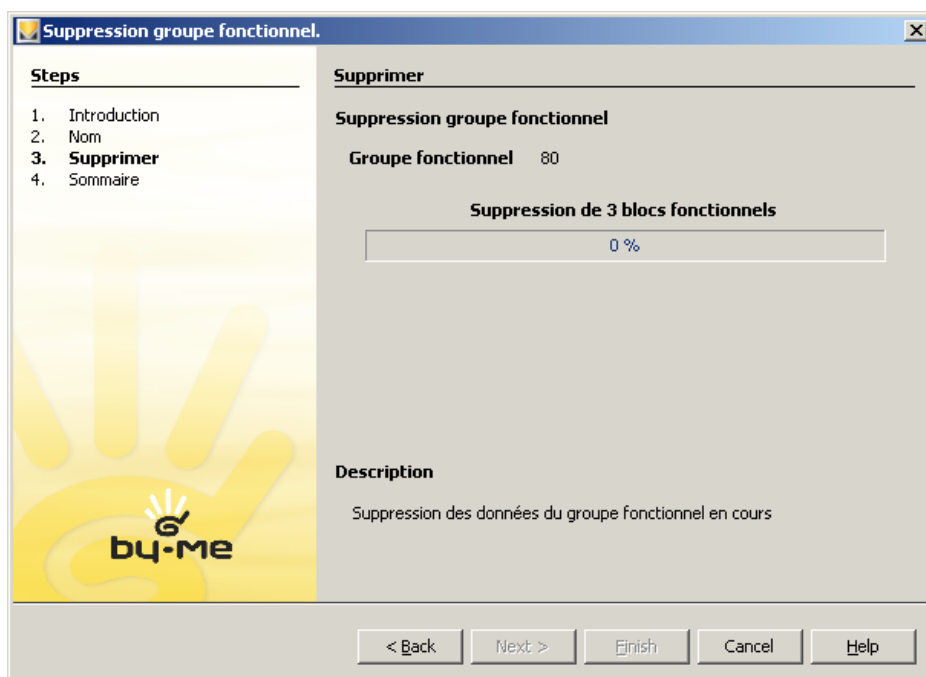 Suppression groupe fonctionnel.
Steps
1. Introduction
2. Nom
3. Supprimer
4. Sommaire
by-me
Supprimer
Suppression groupe fonctionnel
Groupe fonctionnel 80
Suppression de 3 blocs fonctionnels
0 %
Description
Suppression des données du groupe fonctionnel en cours
< Back Next > Finish Cancel Help